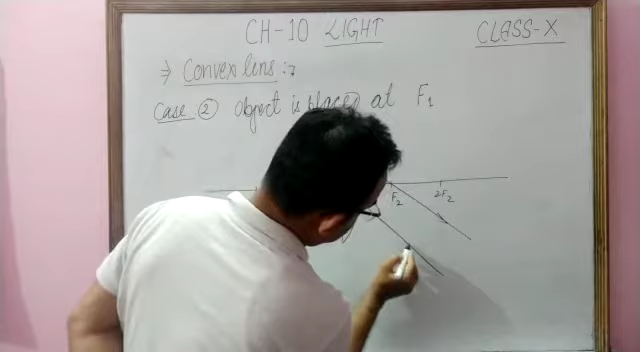 CH-10 LIGHT
CLASS-X
⇒ Convex lens :-
Case ② object is placed at F₁
F₂
2F₂